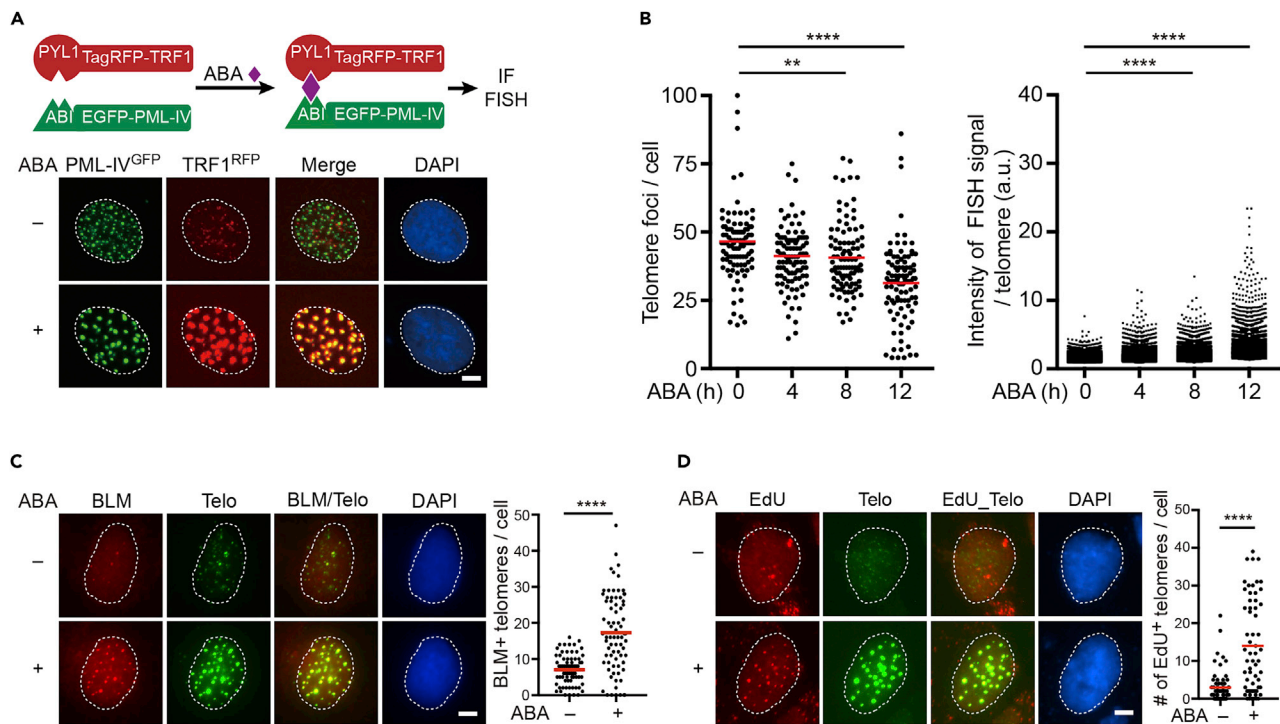 A
PYL1 TagRFP-TRF1
ABI EGFP-PML-IV
ABA
PYL1 TagRFP-TRF1
ABI EGFP-PML-IV
IF
FISH
ABA PML-IVGFP TRF1RFP Merge DAPI
–
+
B
**** 
**
Telomere foci / cell
100
75
50
25
0
ABA (h) 0 4 8 12
****
****
Intensity of FISH signal
/ telomere (a.u.)
40
30
20
10
0
ABA (h) 0 4 8 12
C
ABA BLM Telo BLM/Telo DAPI
–
+
****
BLM+ telomeres / cell
50
40
30
20
10
0
ABA – +
D
ABA EdU Telo EdU_Telo DAPI
–
+
****
# of EdU+ telomeres / cell
50
40
30
20
10
0
ABA – +